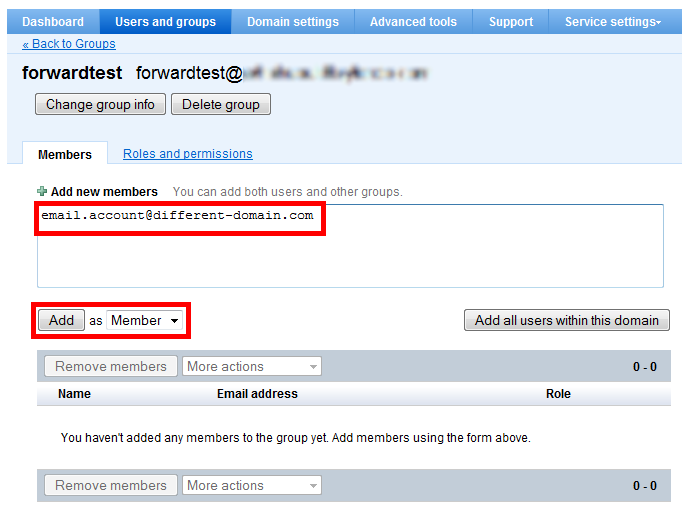 Dashboard Users and groups Domain settings Advanced tools Support Service settings
« Back to Groups
forwardtest forwardtest@
Change group info Delete group
Members Roles and permissions
Add new members You can add both users and other groups.
email.account@different-domain.com
Add as Member Add all users within this domain
Remove members More actions 0 - 0
Name Email address Role
You haven't added any members to the group yet. Add members using the form above.
Remove members More actions 0 - 0